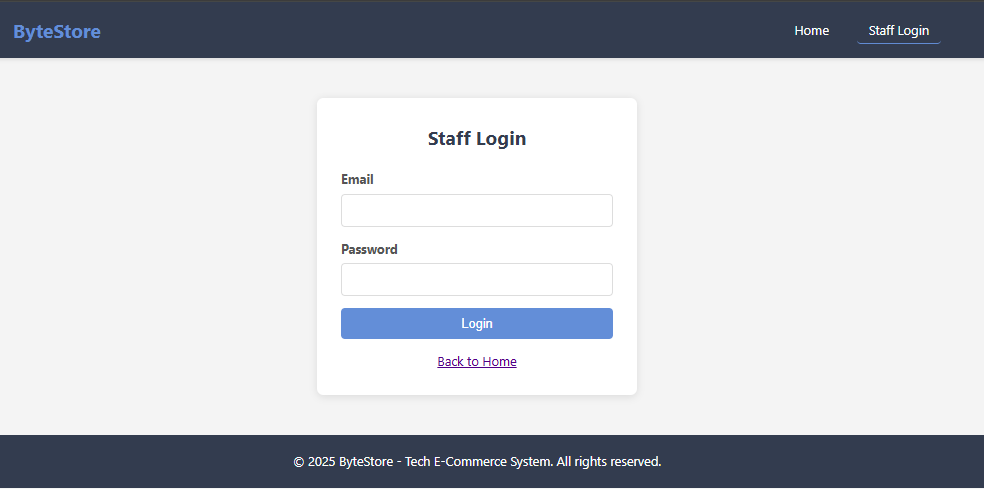 ByteStore
Home
Staff Login
Staff Login
Email
Password
Login
Back to Home
© 2025 ByteStore - Tech E-Commerce System. All rights reserved.